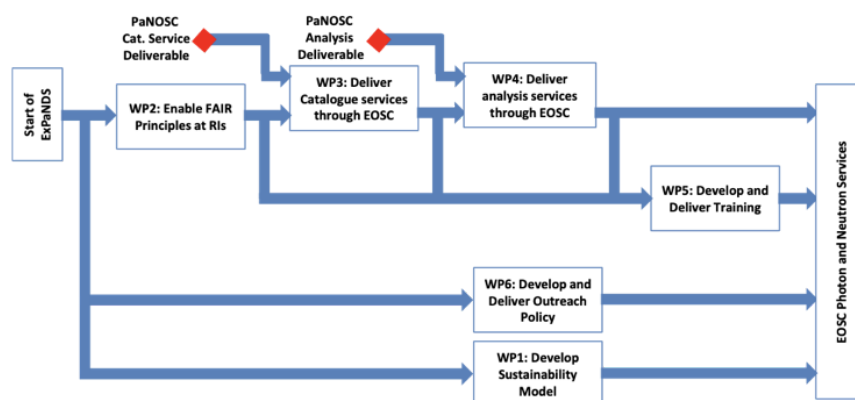 PaNOSC
Cat. Service
Deliverable
PaNOSC
Analysis
Deliverable
Start of
ExPaNDS
WP2: Enable FAIR
Principles at RIs
WP3: Deliver
Catalogue services
through EOSC
WP4: Deliver
analysis services
through EOSC
WP5: Develop and
Deliver Training
WP6: Develop and
Deliver Outreach
Policy
WP1: Develop
Sustainability
Model
EOSC Photon and Neutron Services